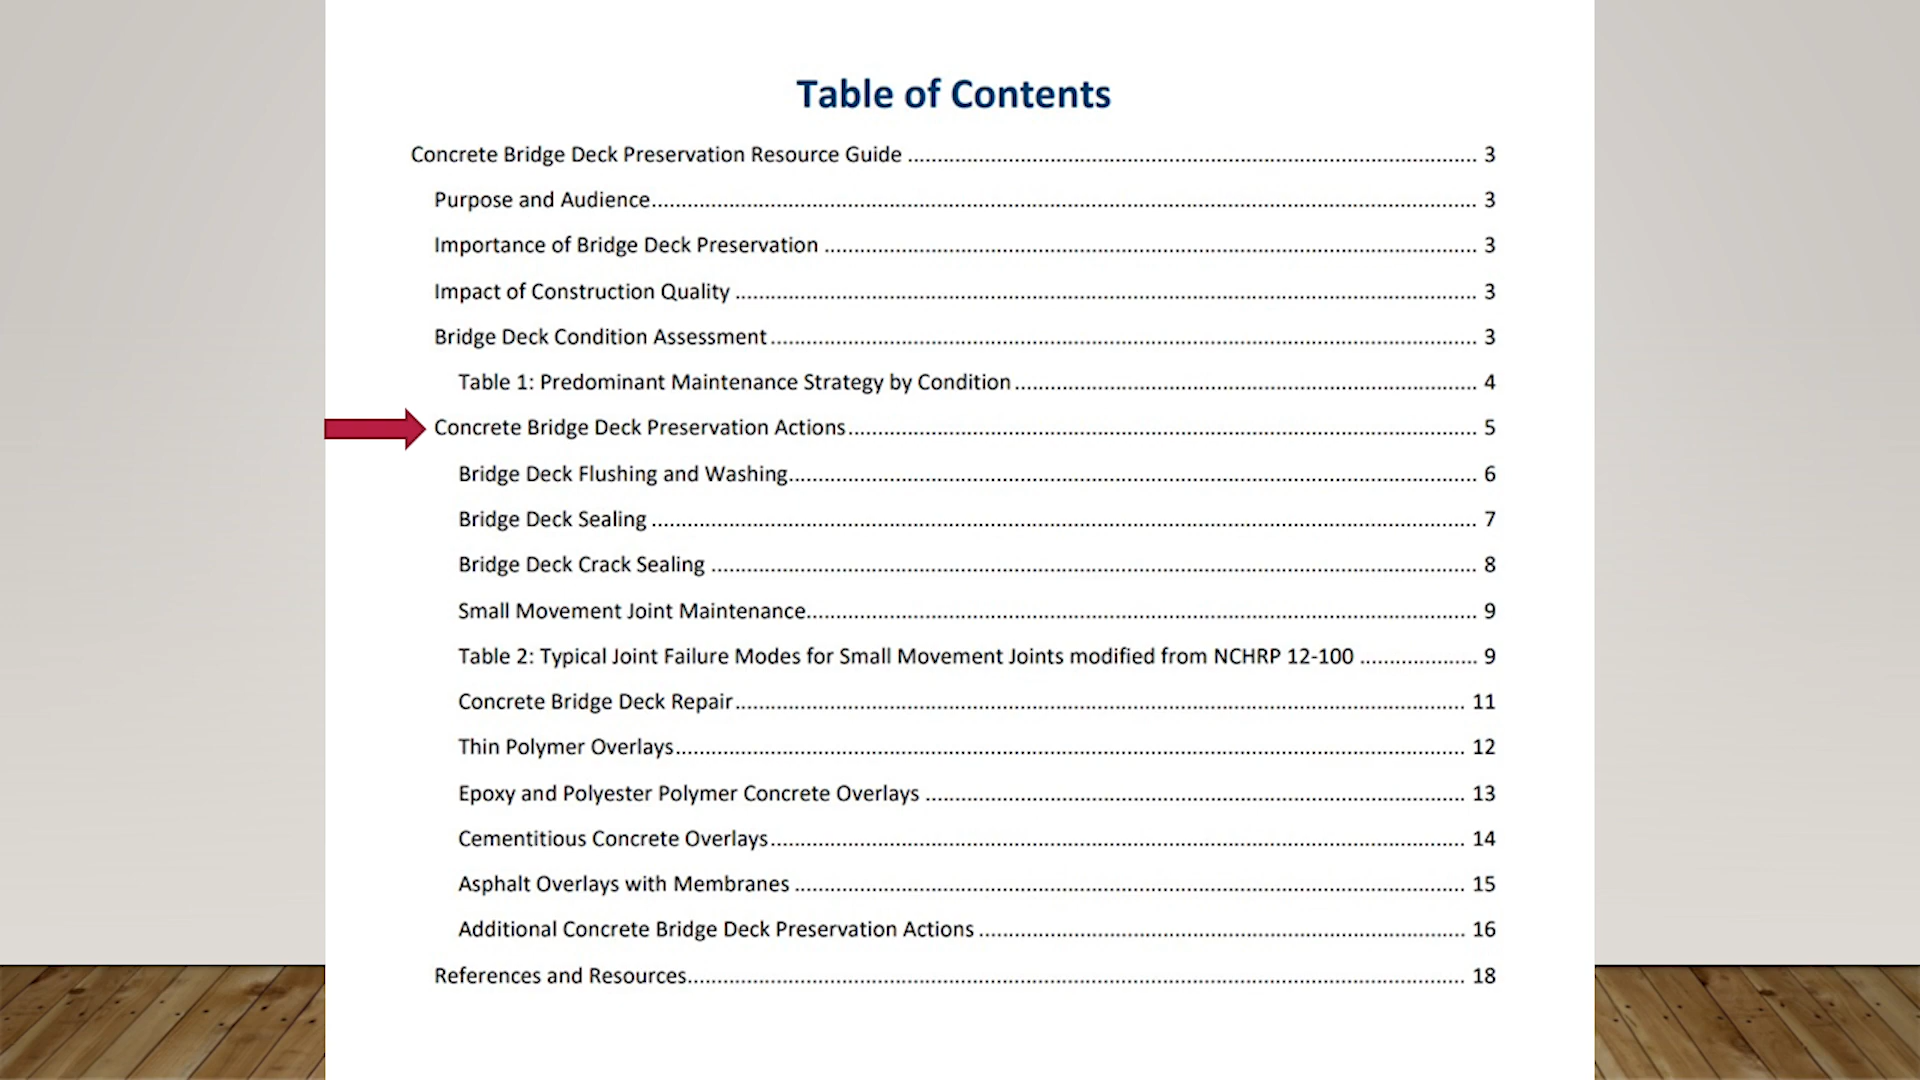 Table of Contents
Concrete Bridge Deck Preservation Resource Guide ........ 3
Purpose and Audience........ 3
Importance of Bridge Deck Preservation ........ 3
Impact of Construction Quality ........ 3
Bridge Deck Condition Assessment........ 3
Table 1: Predominant Maintenance Strategy by Condition........ 4
Concrete Bridge Deck Preservation Actions........ 5
Bridge Deck Flushing and Washing........ 6
Bridge Deck Sealing ........ 7
Bridge Deck Crack Sealing ........ 8
Small Movement Joint Maintenance........ 9
Table 2: Typical Joint Failure Modes for Small Movement Joints modified from NCHRP 12-100 ........ 9
Concrete Bridge Deck Repair........ 11
Thin Polymer Overlays........ 12
Epoxy and Polyester Polymer Concrete Overlays ........ 13
Cementitious Concrete Overlays........ 14
Asphalt Overlays with Membranes ........ 15
Additional Concrete Bridge Deck Preservation Actions ........ 16
References and Resources........ 18